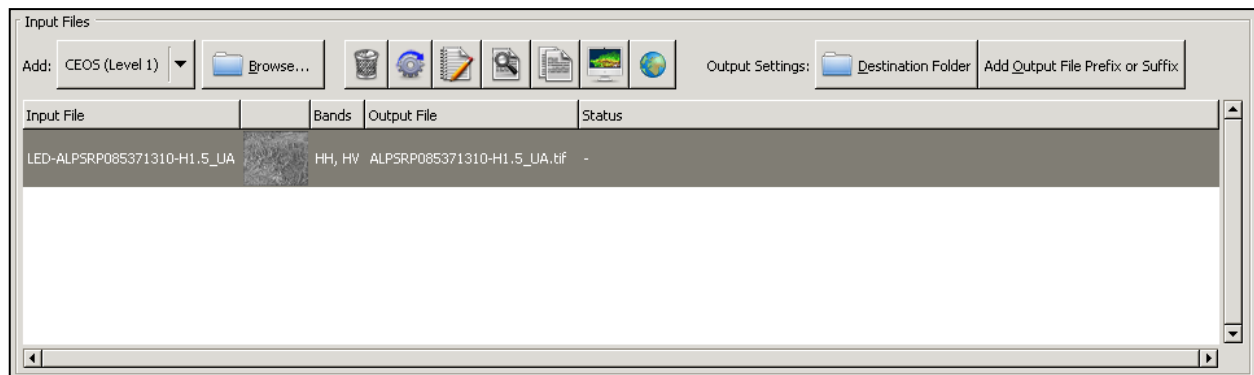 Input Files
Add: CEOS (Level 1) Browse... Output Settings: Destination Folder Add Output File Prefix or Suffix
Input File Bands Output File Status
LED-ALPSRP085371310-H1.5_UA HH, HV ALPSRP085371310-H1.5_UA.tif -